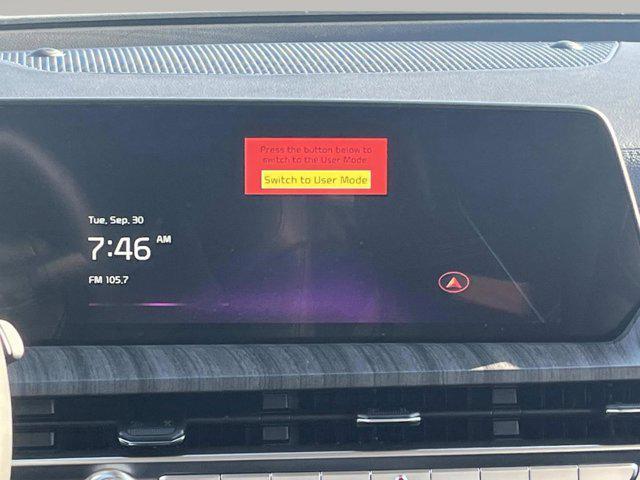 Press the button below to
switch to the User Mode.
Switch to User Mode
Tue, Sep. 30
7:46 AM
FM 105.7